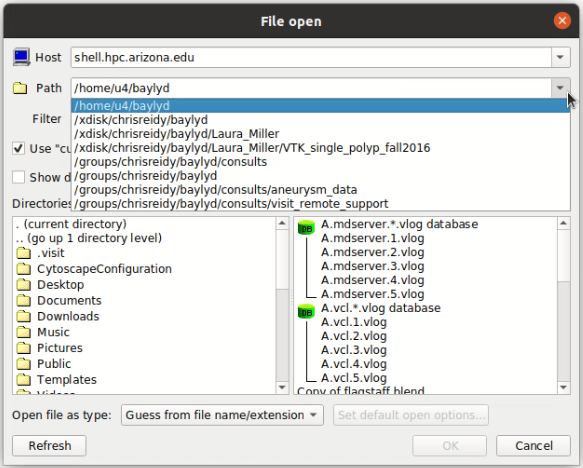 File open
Host shell.hpc.arizona.edu
Path /home/u4/baylyd
/home/u4/baylyd
Filter /xdisk/chrisreidy/baylyd
/xdisk/chrisreidy/baylyd/Laura_Miller
Use "cu /xdisk/chrisreidy/baylyd/Laura_Miller/VTK_single_polyp_fall2016
/groups/chrisreidy/baylyd/consults
Show d /groups/chrisreidy/baylyd
/groups/chrisreidy/baylyd/consults/aneurysm_data
Directories /groups/chrisreidy/baylyd/consults/visit_remote_support
. (current directory)
.. (go up 1 directory level)
.visit
CytoscapeConfiguration
Desktop
Documents
Downloads
Music
Pictures
Public
Templates
A.mdserver.*.vlog database
A.mdserver.1.vlog
A.mdserver.2.vlog
A.mdserver.3.vlog
A.mdserver.4.vlog
A.mdserver.5.vlog
A.vcl.*.vlog database
A.vcl.1.vlog
A.vcl.2.vlog
A.vcl.3.vlog
A.vcl.4.vlog
A.vcl.5.vlog
Copy of flagstaff blend
Open file as type: Guess from file name/extension Set default open options...
Refresh OK Cancel